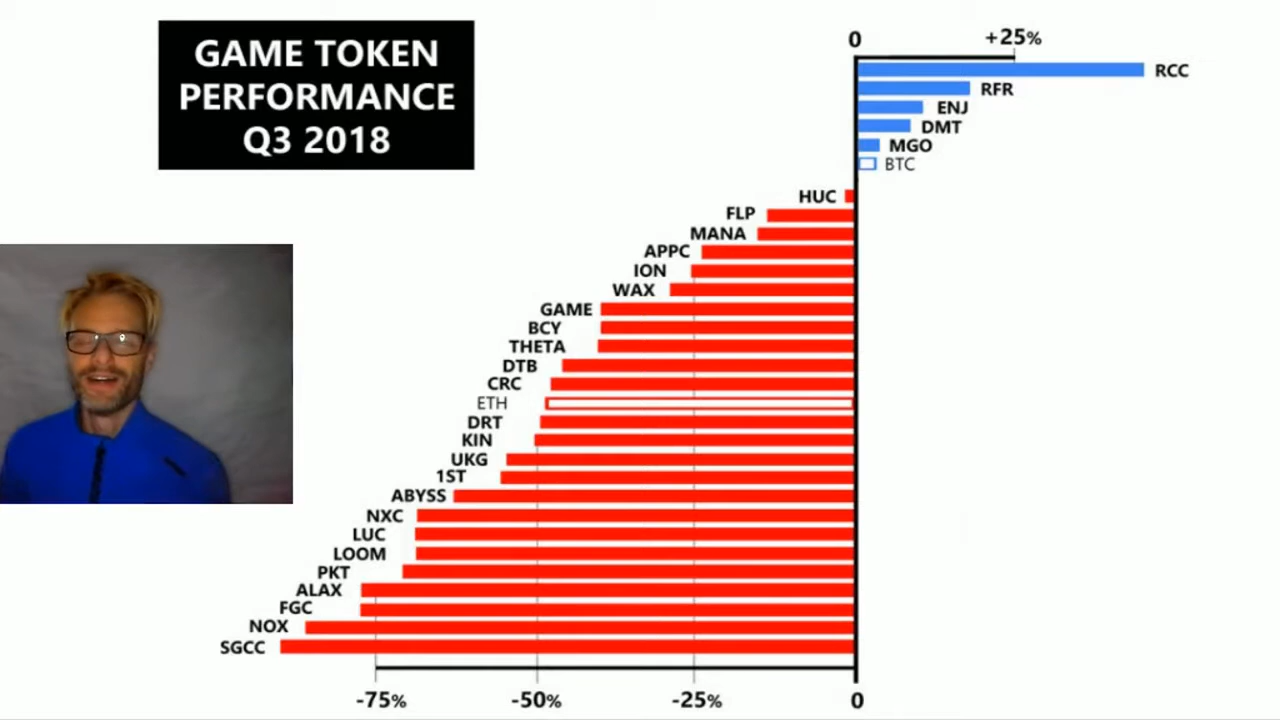 GAME TOKEN
PERFORMANCE
Q3 2018
0 +25%
RCC
RFR
ENJ
DMT
MGO
BTC
HUC
FLP
MANA
APPC
ION
WAX
GAME
BCY
THETA
DTB
CRC
ETH
DRT
KIN
UKG
1ST
ABYSS
NXC
LUC
LOOM
PKT
ALAX
FGC
NOX
SGCC
-75% -50% -25% 0